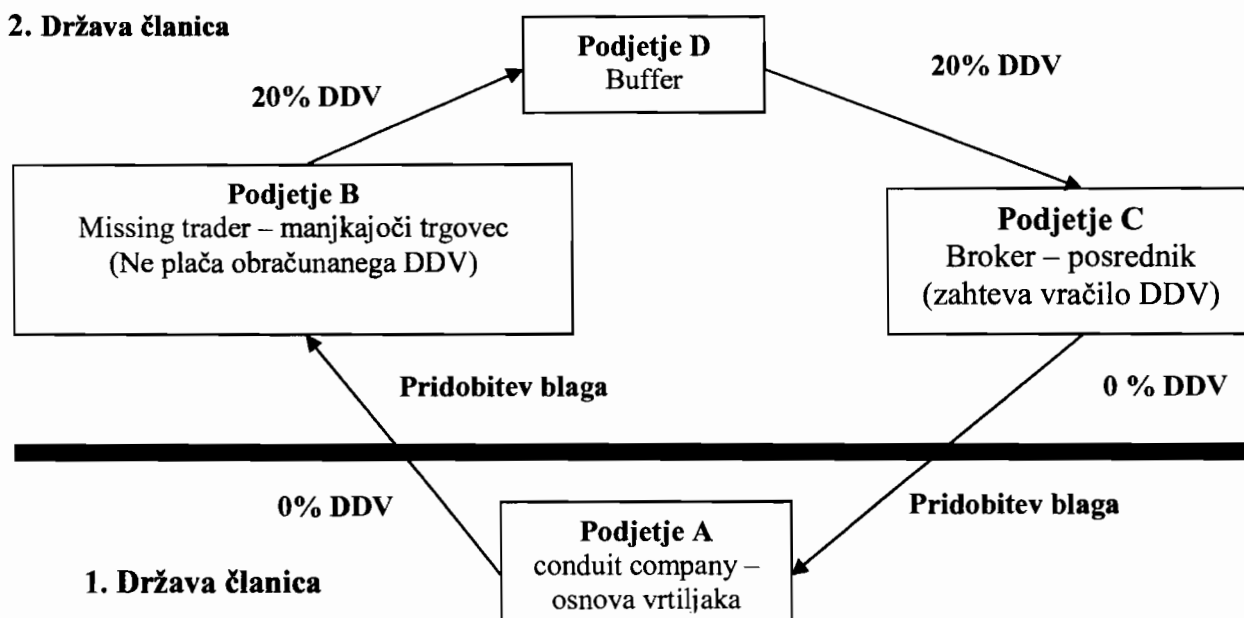 2. Država članica
Podjetje D
Buffer
20% DDV
20% DDV
Podjetje B
Missing trader – manjkajoči trgovec
(Ne plača obračunanega DDV)
Podjetje C
Broker – posrednik
(zahteva vračilo DDV)
Pridobitev blaga
0 % DDV
0% DDV
Pridobitev blaga
Podjetje A
conduit company –
osnova vrtiljaka
1. Država članica